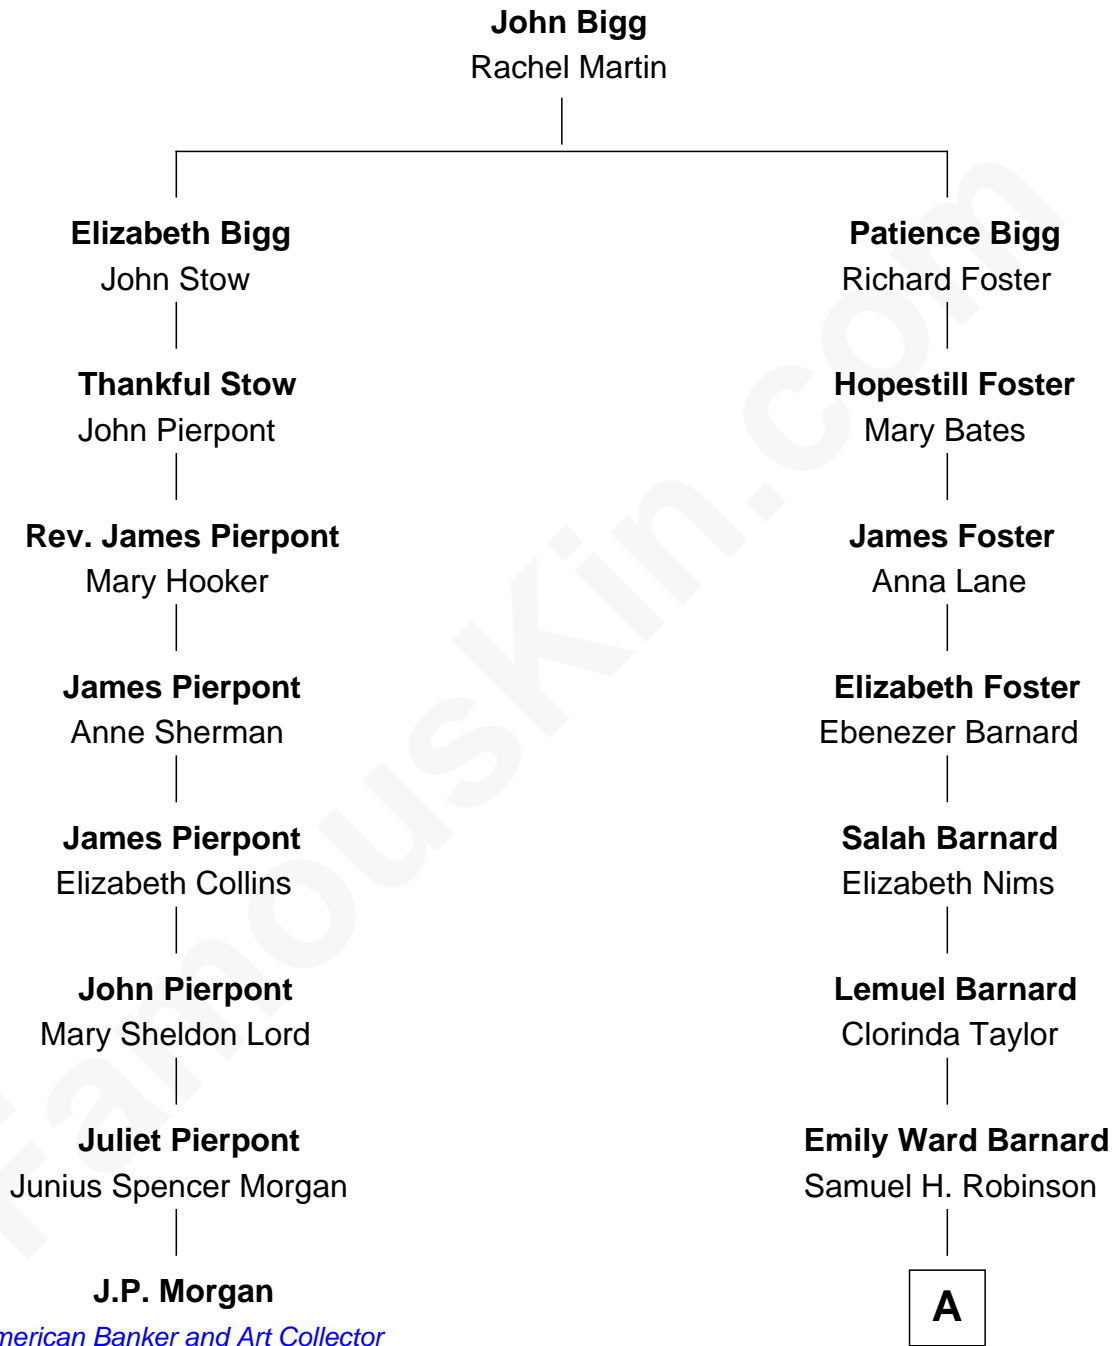 John Bigg
Rachel Martin
Elizabeth Bigg
John Stow
Patience Bigg
Richard Foster
Thankful Stow
John Pierpont
Hopestill Foster
Mary Bates
Rev. James Pierpont
Mary Hooker
James Foster
Anna Lane
James Pierpont
Anne Sherman
Elizabeth Foster
Ebenezer Barnard
James Pierpont
Elizabeth Collins
Salah Barnard
Elizabeth Nims
John Pierpont
Mary Sheldon Lord
Lemuel Barnard
Clorinda Taylor
Juliet Pierpont
Junius Spencer Morgan
Emily Ward Barnard
Samuel H. Robinson
J.P. Morgan
merican Banker and Art Collector
A
FamousKin.com